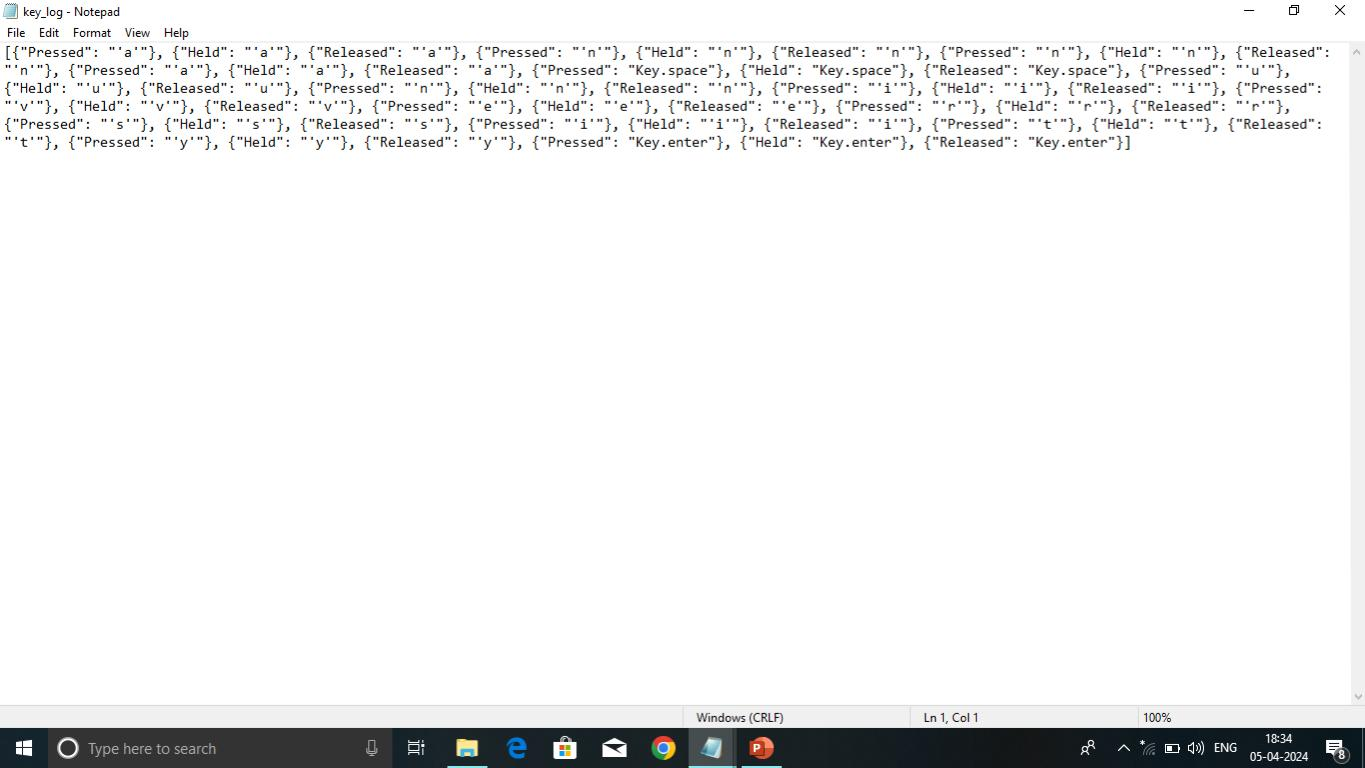 key_log - Notepad
File Edit Format View Help
[{"Pressed": "'a'"}, {"Held": "'a'"}, {"Released": "'a'"}, {"Pressed": "'n'"}, {"Held": "'n'"}, {"Released": "'n'"}, {"Pressed": "'n'"}, {"Held": "'n'"}, {"Released":
"'n'"}, {"Pressed": "'a'"}, {"Held": "'a'"}, {"Released": "'a'"}, {"Pressed": "Key.space"}, {"Held": "Key.space"}, {"Released": "Key.space"}, {"Pressed": "'u'"},
{"Held": "'u'"}, {"Released": "'u'"}, {"Pressed": "'n'"}, {"Held": "'n'"}, {"Released": "'n'"}, {"Pressed": "'i'"}, {"Held": "'i'"}, {"Released": "'i'"}, {"Pressed":
"'v'"}, {"Held": "'v'"}, {"Released": "'v'"}, {"Pressed": "'e'"}, {"Held": "'e'"}, {"Released": "'e'"}, {"Pressed": "'r'"}, {"Held": "'r'"}, {"Released": "'r'"},
{"Pressed": "'s'"}, {"Held": "'s'"}, {"Released": "'s'"}, {"Pressed": "'i'"}, {"Held": "'i'"}, {"Released": "'i'"}, {"Pressed": "'t'"}, {"Held": "'t'"}, {"Released":
"'t'"}, {"Pressed": "'y'"}, {"Held": "'y'"}, {"Released": "'y'"}, {"Pressed": "Key.enter"}, {"Held": "Key.enter"}, {"Released": "Key.enter"}]
Windows (CRLF) Ln 1, Col 1 100%
Type here to search ENG 18:34
05-04-2024 8